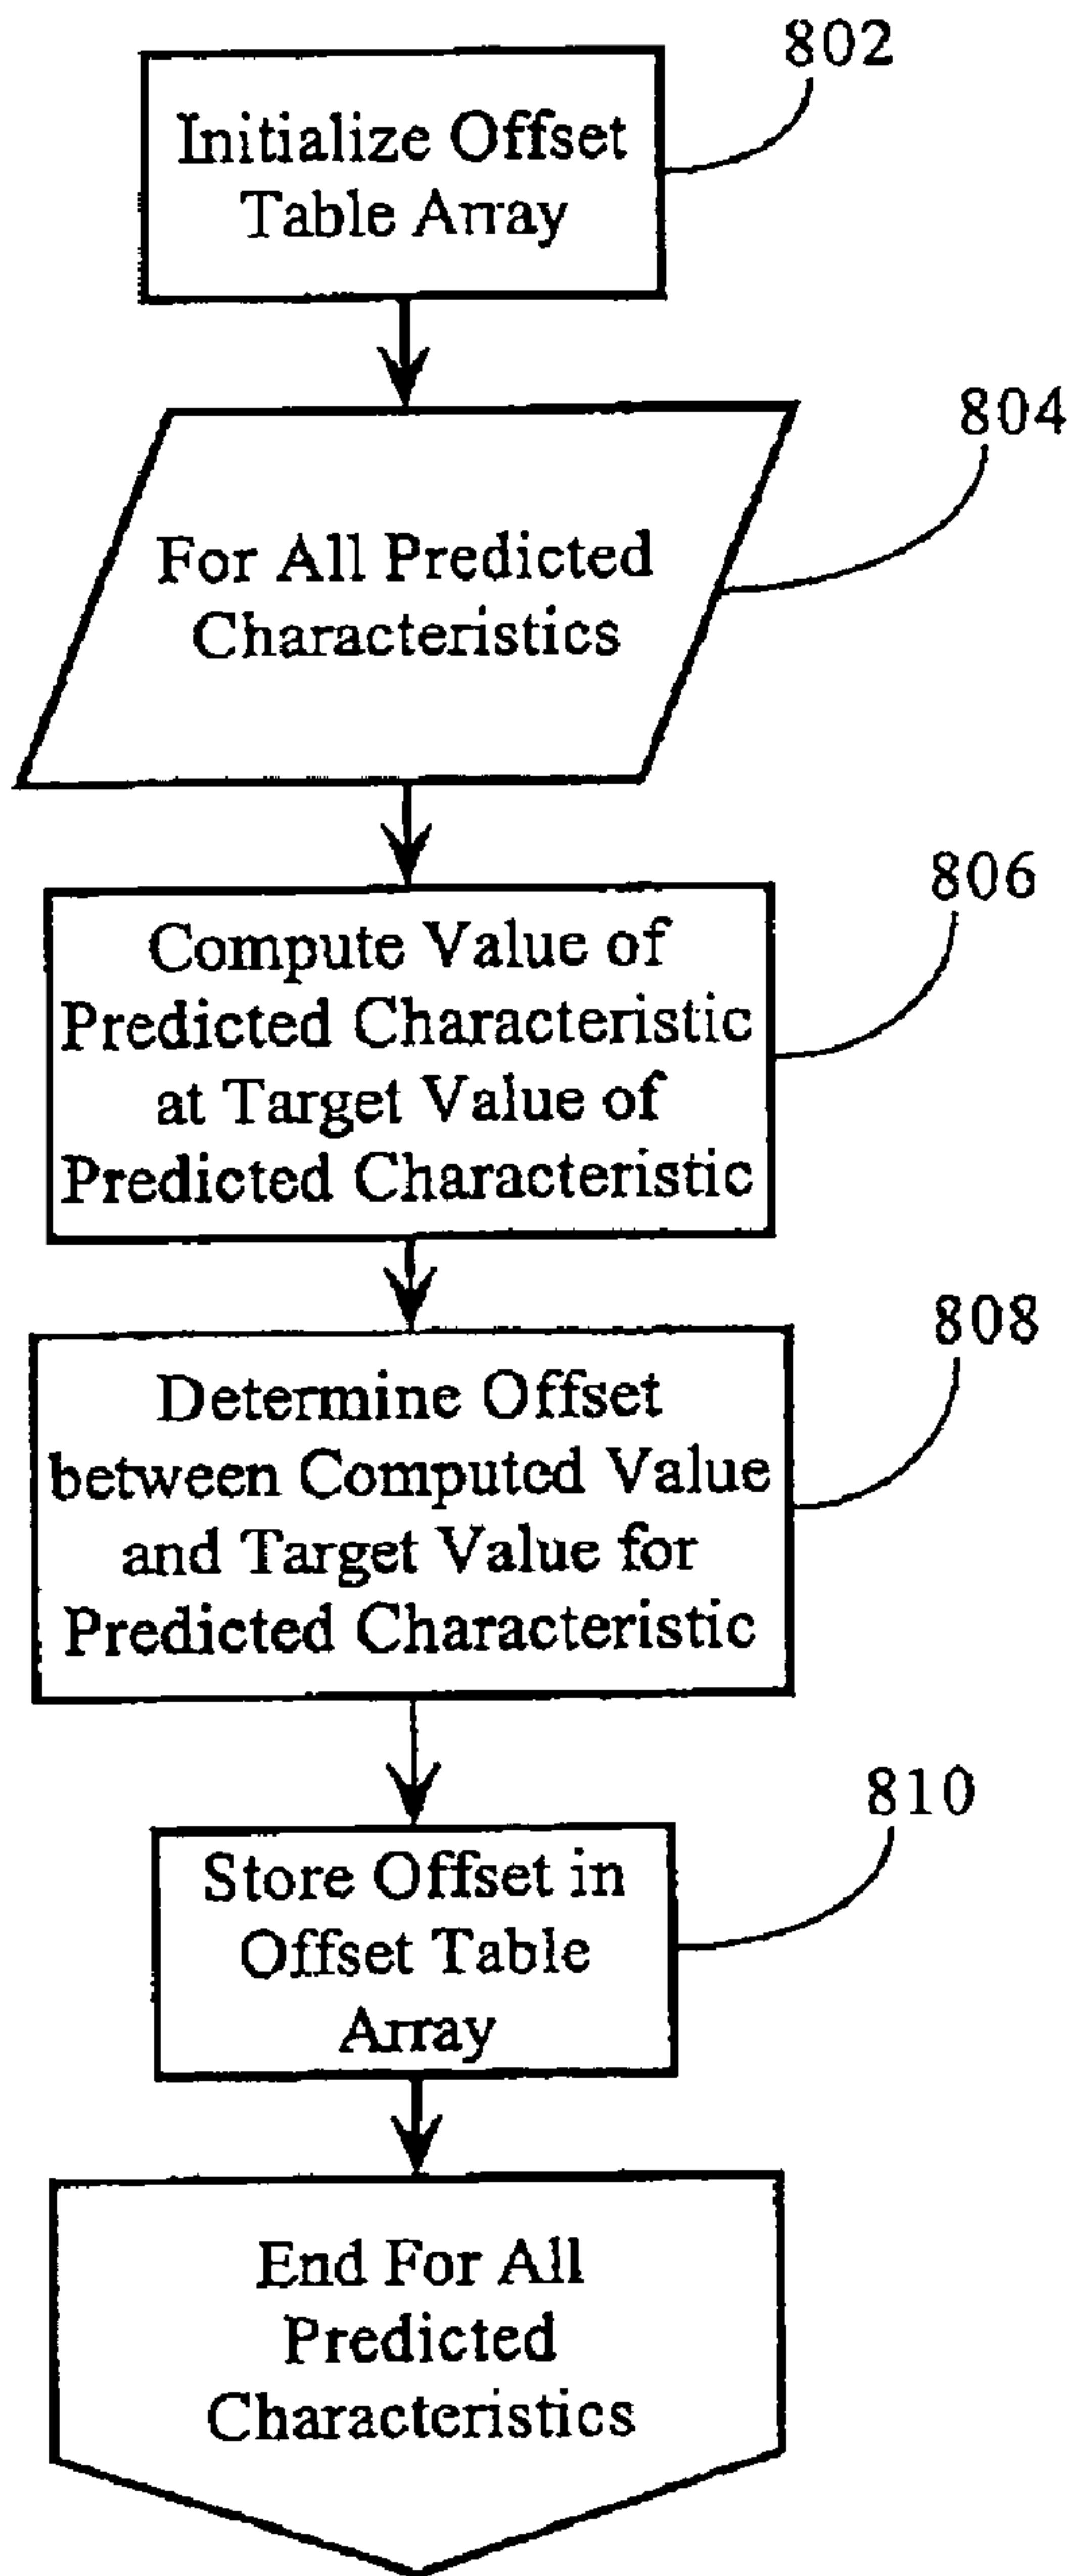 802
Initialize Offset
Table Array
804
For All Predicted
Characteristics
806
Compute Value of
Predicted Characteristic
at Target Value of
Predicted Characteristic
808
Determine Offset
between Computed Value
and Target Value for
Predicted Characteristic
810
Store Offset in
Offset Table
Array
End For All
Predicted
Characteristics